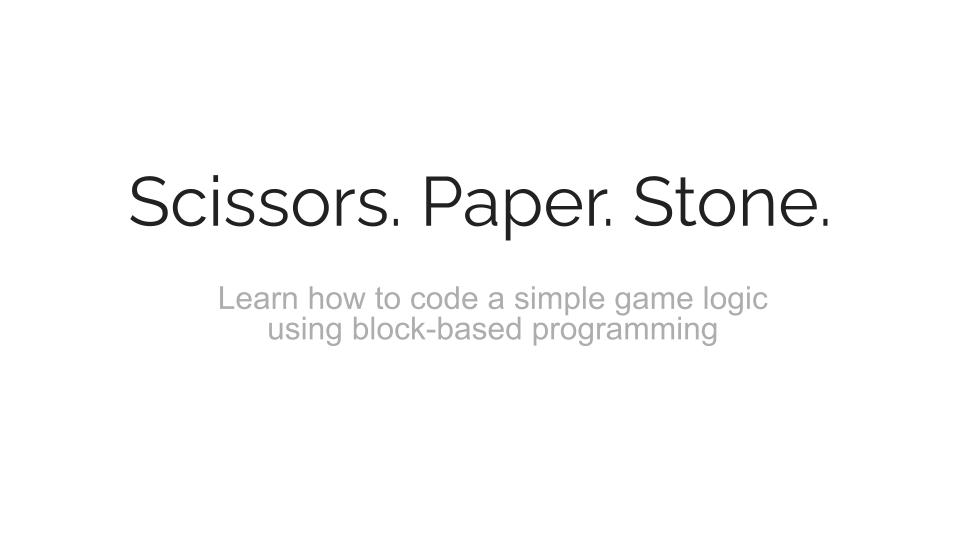 Scissors. Paper. Stone.
Learn how to code a simple game logic
using block-based programming